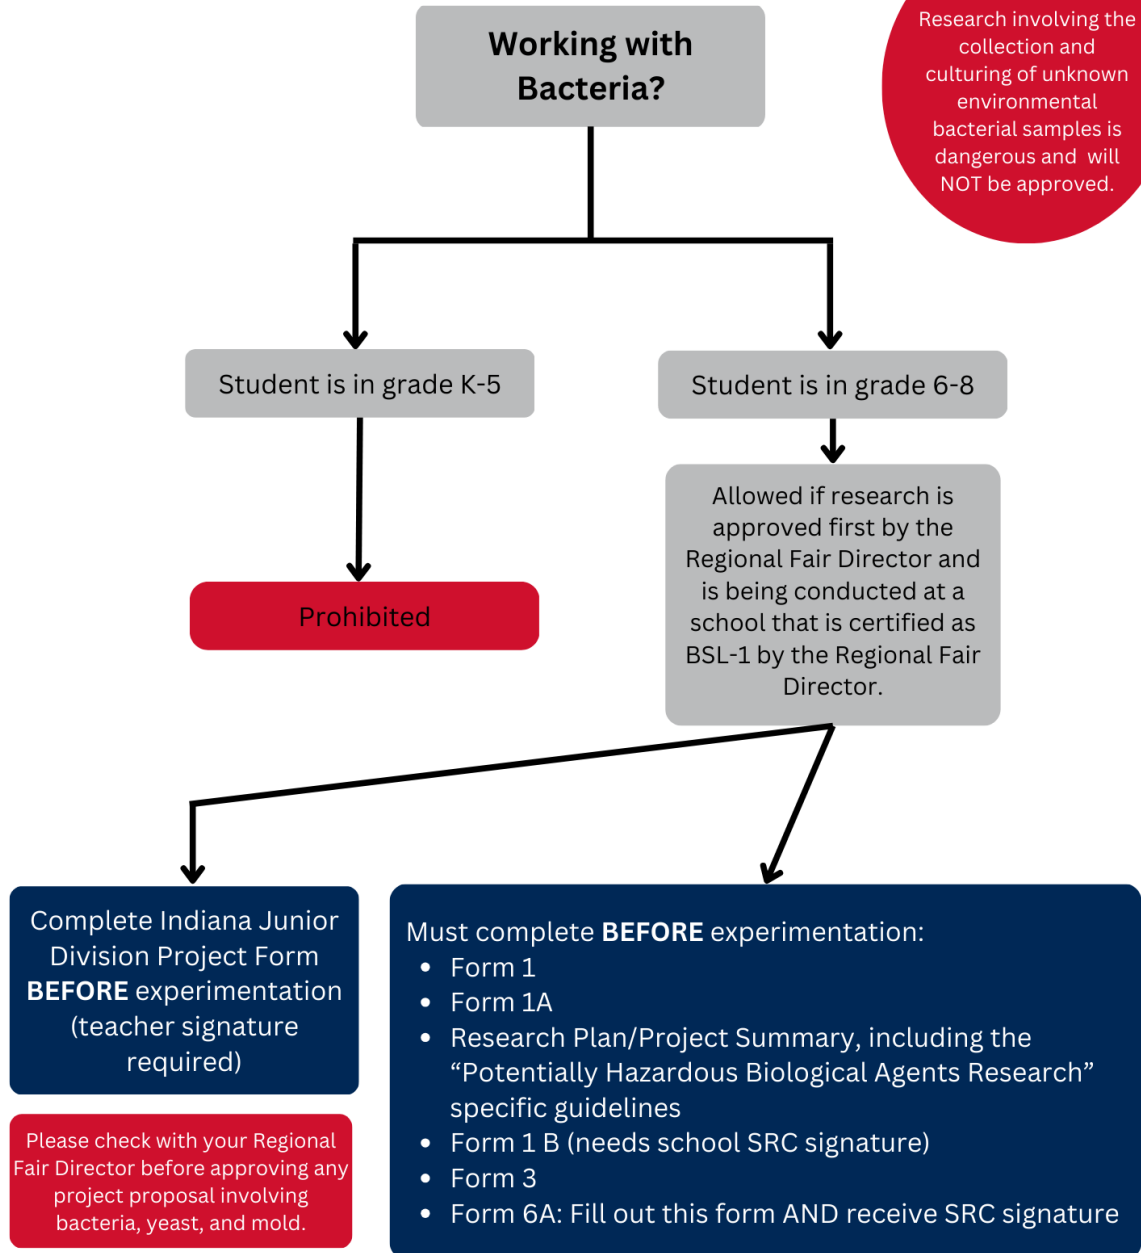 Working with
Bacteria?
Research involving the
collection and
culturing of unknown
environmental
bacterial samples is
dangerous and will
NOT be approved.
Student is in grade K-5
Student is in grade 6-8
Prohibited
Allowed if research is
approved first by the
Regional Fair Director and
is being conducted at a
school that is certified as
BSL-1 by the Regional Fair
Director.
Complete Indiana Junior
Division Project Form
BEFORE experimentation
(teacher signature
required)
Please check with your Regional
Fair Director before approving any
project proposal involving
bacteria, yeast, and mold.
Must complete BEFORE experimentation:
• Form 1
• Form 1A
• Research Plan/Project Summary, including the
“Potentially Hazardous Biological Agents Research”
specific guidelines
• Form 1 B (needs school SRC signature)
• Form 3
• Form 6A: Fill out this form AND receive SRC signature